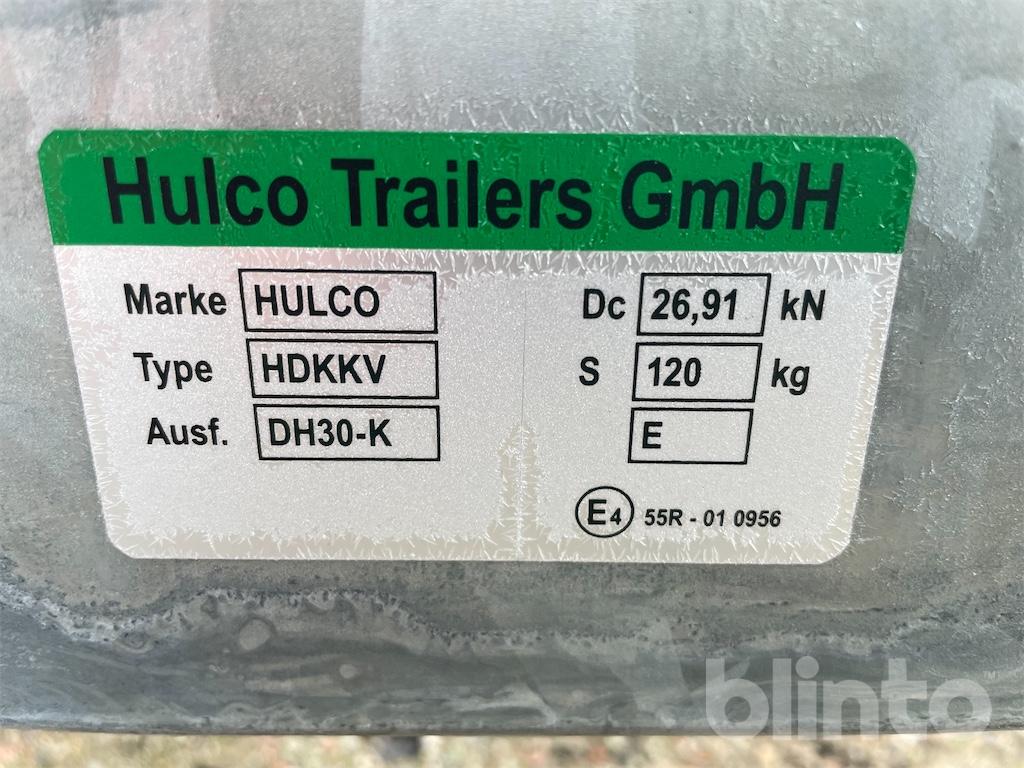 Hulco Trailers GmbH
Marke HULCO Dc 26,91 kN
Type HDKKV S 120 kg
Ausf. DH30-K E
E4 55R - 01 0956
blinto